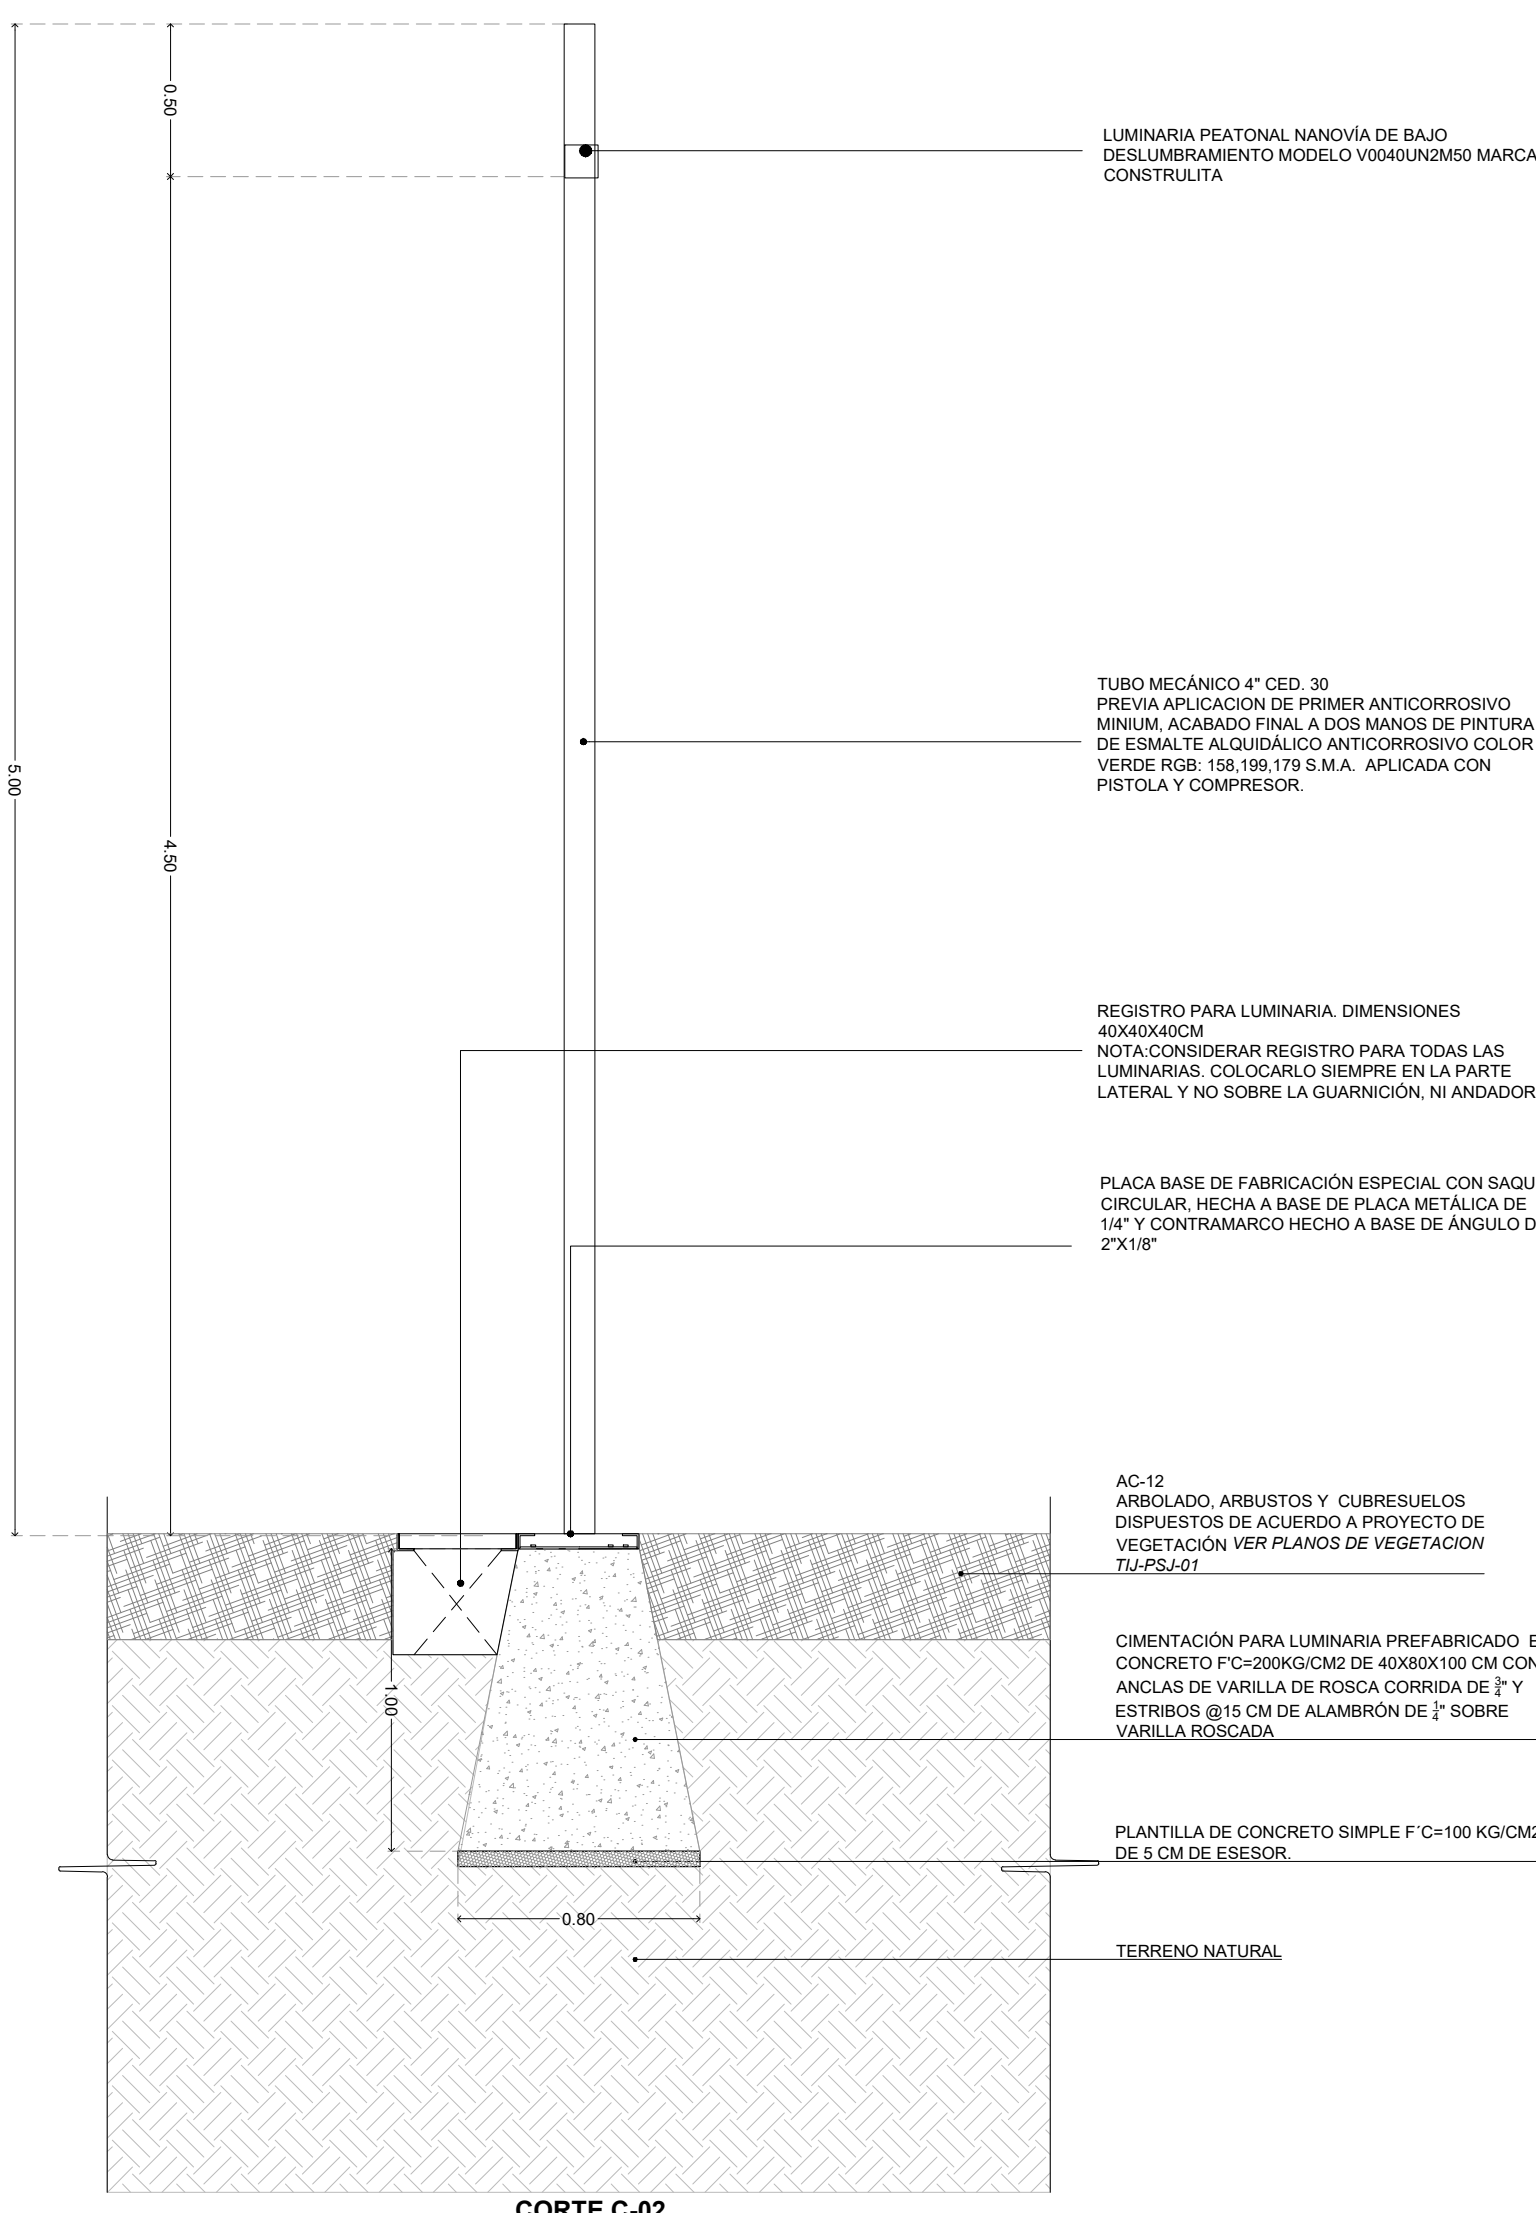 0.50
LUMINARIA PEATONAL NANOVÍA DE BAJO
DESLUMBRAMIENTO MODELO V0040UN2M50 MARCA
CONSTRULITA
TUBO MECÁNICO 4" CED. 30
PREVIA APLICACION DE PRIMER ANTICORROSIVO
MINIUM, ACABADO FINAL A DOS MANOS DE PINTURA
DE ESMALTE ALQUIDÁLICO ANTICORROSIVO COLOR
VERDE RGB: 158,199,179 S.M.A. APLICADA CON
PISTOLA Y COMPRESOR.
5.00
4.50
REGISTRO PARA LUMINARIA. DIMENSIONES
40X40X40CM
NOTA:CONSIDERAR REGISTRO PARA TODAS LAS
LUMINARIAS. COLOCARLO SIEMPRE EN LA PARTE
LATERAL Y NO SOBRE LA GUARNICIÓN, NI ANDADOR
PLACA BASE DE FABRICACIÓN ESPECIAL CON SAQU
CIRCULAR, HECHA A BASE DE PLACA METÁLICA DE
1/4" Y CONTRAMARCO HECHO A BASE DE ÁNGULO D
2"X1/8"
AC-12
ARBOLADO, ARBUSTOS Y CUBRESUELOS
DISPUESTOS DE ACUERDO A PROYECTO DE
VEGETACIÓN VER PLANOS DE VEGETACION
TIJ-PSJ-01
CIMENTACIÓN PARA LUMINARIA PREFABRICADO E
CONCRETO F'C=200KG/CM2 DE 40X80X100 CM CON
ANCLAS DE VARILLA DE ROSCA CORRIDA DE 3/4" Y
ESTRIBOS @15 CM DE ALAMBRÓN DE 1/4" SOBRE
VARILLA ROSCADA
1.00
PLANTILLA DE CONCRETO SIMPLE F´C=100 KG/CM2
DE 5 CM DE ESESOR.
0.80
TERRENO NATURAL
CORTE C-02